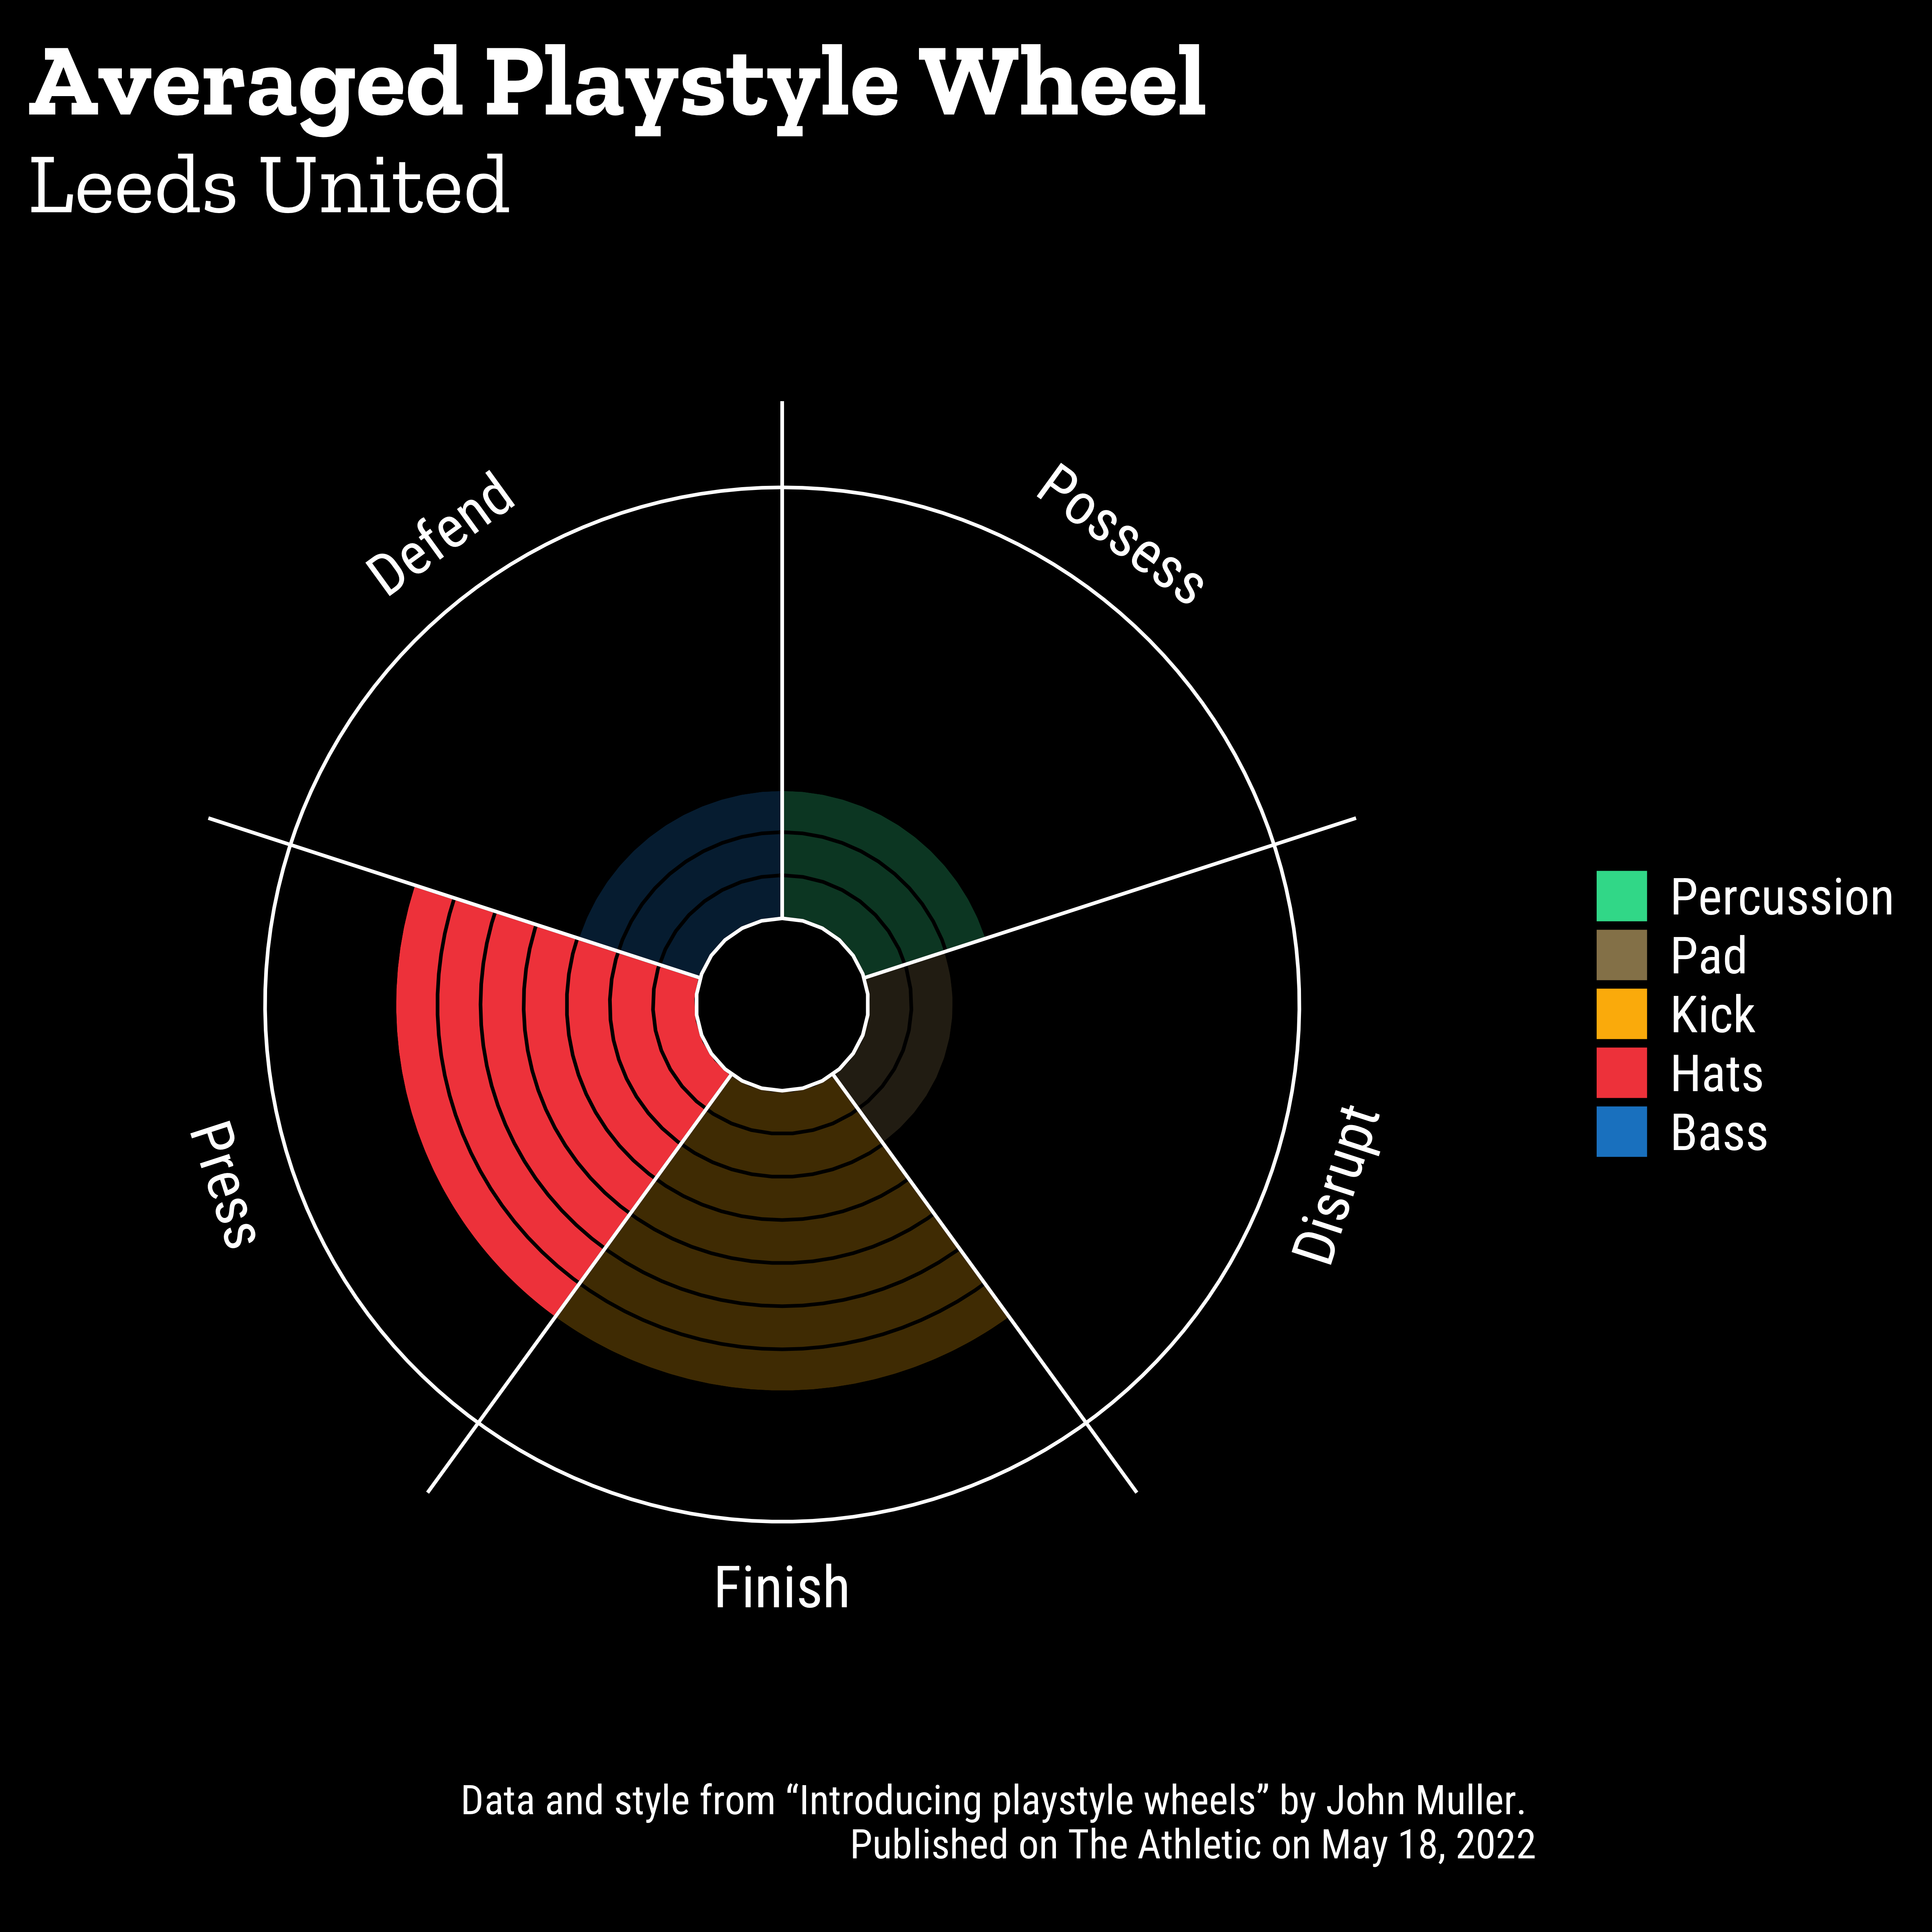 Averaged Playstyle Wheel
Leeds United
Defend
Possess
Press
Disrupt
Finish
Percussion
Pad
Kick
Hats
Bass
Data and style from “Introducing playstyle wheels” by John Muller.
Published on The Athletic on May 18, 2022